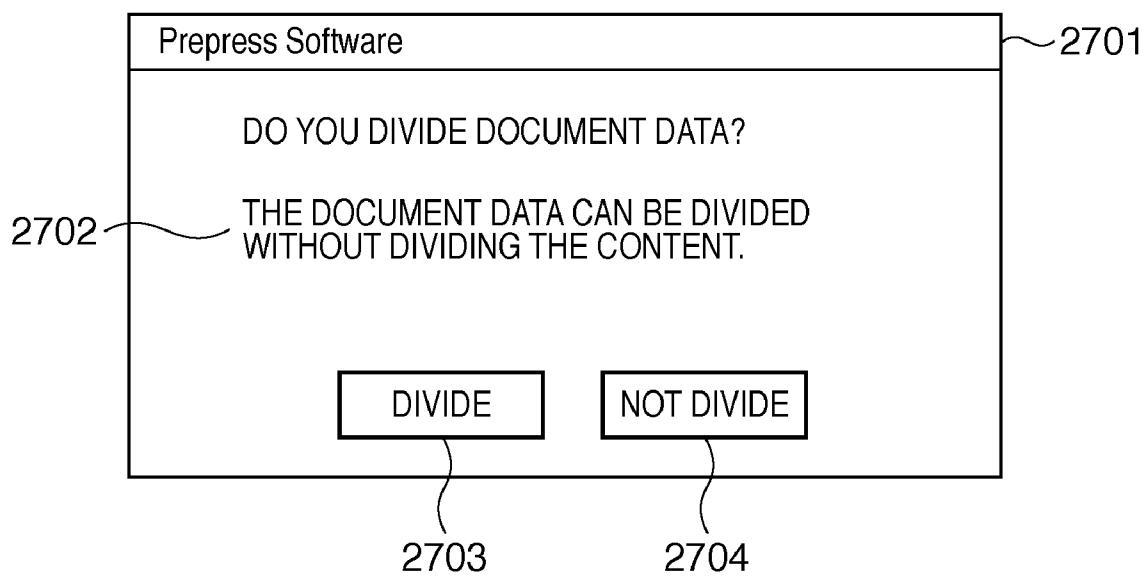 Prepress Software
2701
DO YOU DIVIDE DOCUMENT DATA?
2702
THE DOCUMENT DATA CAN BE DIVIDED
WITHOUT DIVIDING THE CONTENT.
DIVIDE
NOT DIVIDE
2703
2704